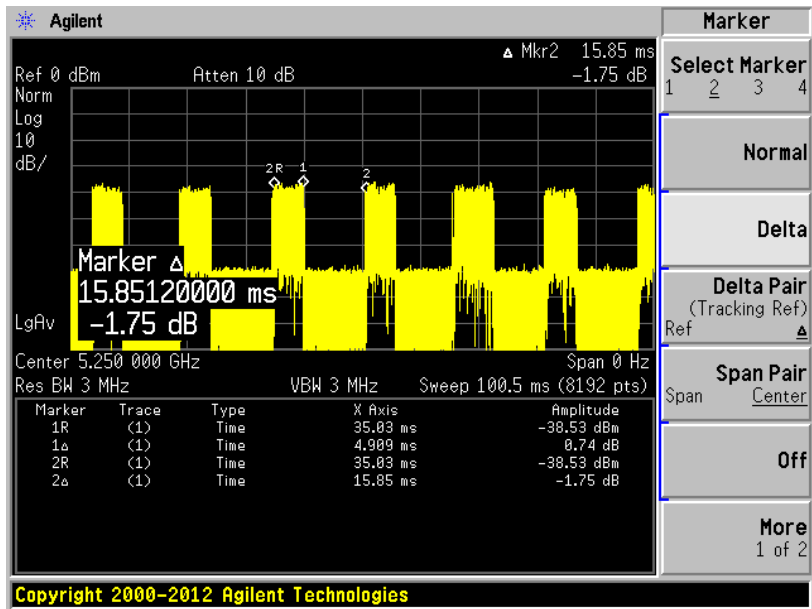 Agilent
Marker
Δ Mkr2 15.85 ms
Ref 0 dBm Atten 10 dB -1.75 dB
Norm
Log
10
dB/
2R 1 2
Marker Δ
15.85120000 ms
-1.75 dB
LgAv
Center 5.250 000 GHz Span 0 Hz
Res BW 3 MHz VBW 3 MHz Sweep 100.5 ms (8192 pts)
Marker Trace Type X Axis Amplitude
1R (1) Time 35.03 ms -38.53 dBm
1Δ (1) Time 4.909 ms 0.74 dB
2R (1) Time 35.03 ms -38.53 dBm
2Δ (1) Time 15.85 ms -1.75 dB
Select Marker
1 2 3 4
Normal
Delta
Delta Pair
(Tracking Ref)
Ref Δ
Span Pair
Span Center
Off
More
1 of 2
Copyright 2000-2012 Agilent Technologies